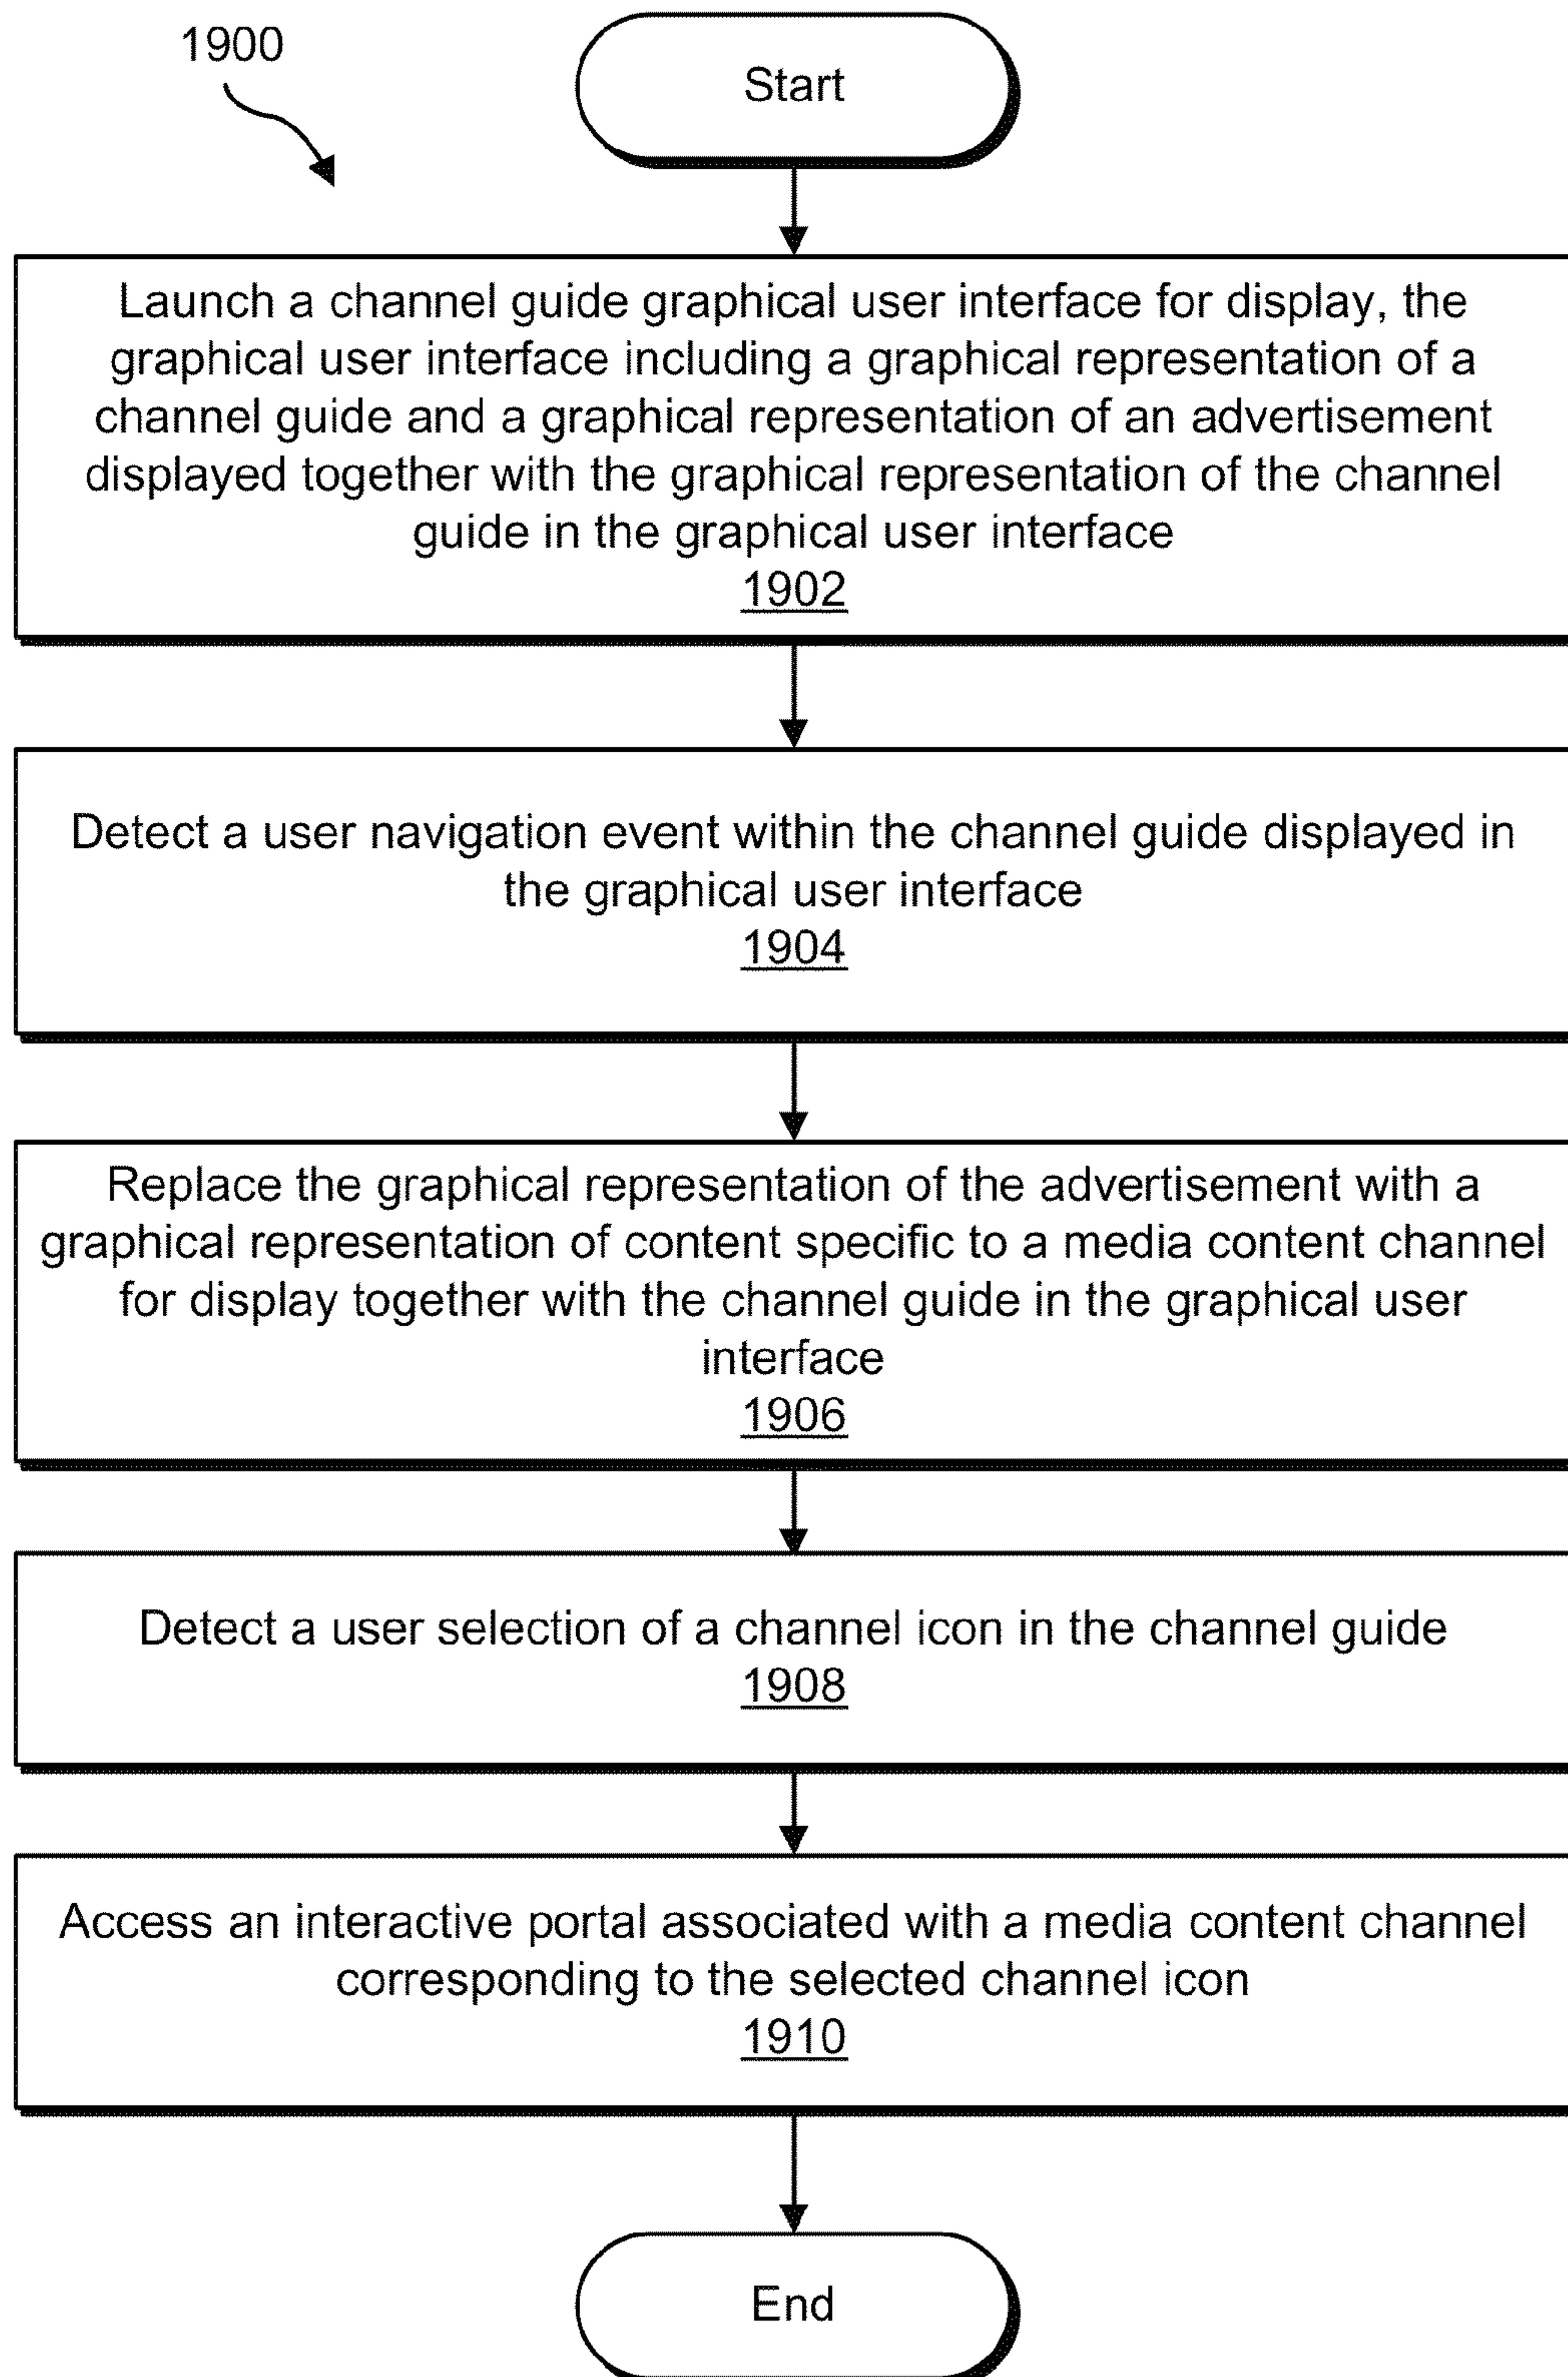 1900
Start
Launch a channel guide graphical user interface for display, the
graphical user interface including a graphical representation of a
channel guide and a graphical representation of an advertisement
displayed together with the graphical representation of the channel
guide in the graphical user interface
1902
Detect a user navigation event within the channel guide displayed in
the graphical user interface
1904
Replace the graphical representation of the advertisement with a
graphical representation of content specific to a media content channel
for display together with the channel guide in the graphical user
interface
1906
Detect a user selection of a channel icon in the channel guide
1908
Access an interactive portal associated with a media content channel
corresponding to the selected channel icon
1910
End